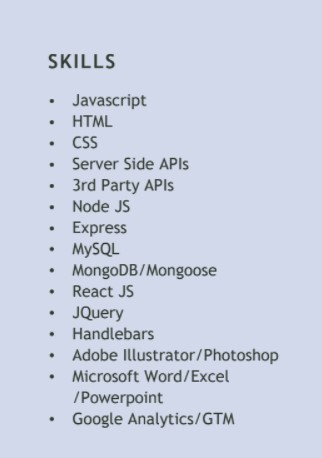 SKILLS
• Javascript
• HTML
• CSS
• Server Side APIs
• 3rd Party APIs
• Node JS
• Express
• MySQL
• MongoDB/Mongoose
• React JS
• JQuery
• Handlebars
• Adobe Illustrator/Photoshop
• Microsoft Word/Excel
/Powerpoint
• Google Analytics/GTM